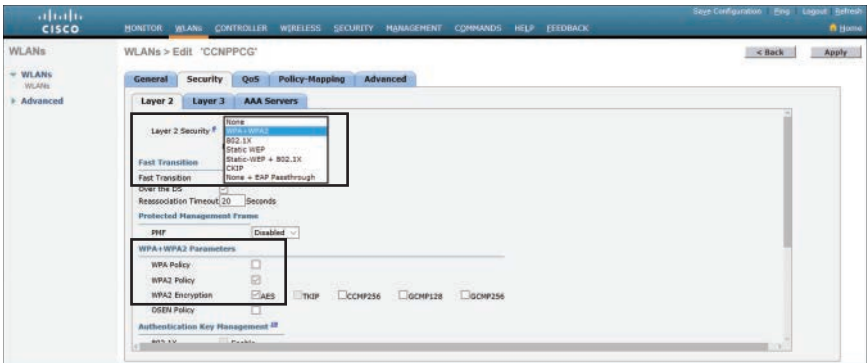 Save Configuration Ping Logout Refresh
CISCO
MONITOR WLANs CONTROLLER WIRELESS SECURITY MANAGEMENT COMMANDS HELP FEEDBACK
Home
WLANs
WLANs > Edit 'CCNPPCG'
< Back
Apply
WLANs
WLANs
Advanced
General Security QoS Policy-Mapping Advanced
Layer 2 Layer 3 AAA Servers
Layer 2 Security
None
WPA+WPA2
802.1X
Static WEP
Static-WEP + 802.1X
CKIP
None + EAP Passthrough
Fast Transition
Fast Transition
Over the DS
Reassociation Timeout 20 Seconds
Protected Management Frame
PMF Disabled
WPA+WPA2 Parameters
WPA Policy
WPA2 Policy
WPA2 Encryption AES TKIP CCMP256 GCMP128 GCMP256
OSEN Policy
Authentication Key Management
802.1X Enable